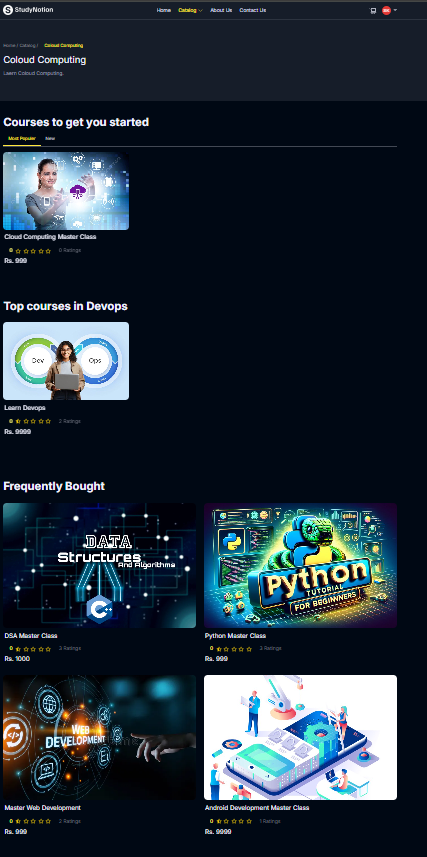 StudyNotion
Home Catalog About Us Contact Us
Home / Catalog / Coloud Computing
Coloud Computing
Laern Coloud Computing.
Courses to get you started
Most Popular New
Cloud Computing Master Class
0 0 Ratings
Rs. 999
Top courses in Devops
Dev Ops
Learn Devops
0 2 Ratings
Rs. 9999
Frequently Bought
DATA
Structures
And Algorithms
C++
Python
TUTORIAL
FOR BEGINNWERS
DSA Master Class
0 2 Ratings
Rs. 1000
Python Master Class
0 3 Ratings
Rs. 999
WEB
DEVELOPMENT
Master Web Development
0 2 Ratings
Rs. 999
Android Development Master Class
0 1 Ratings
Rs. 9999